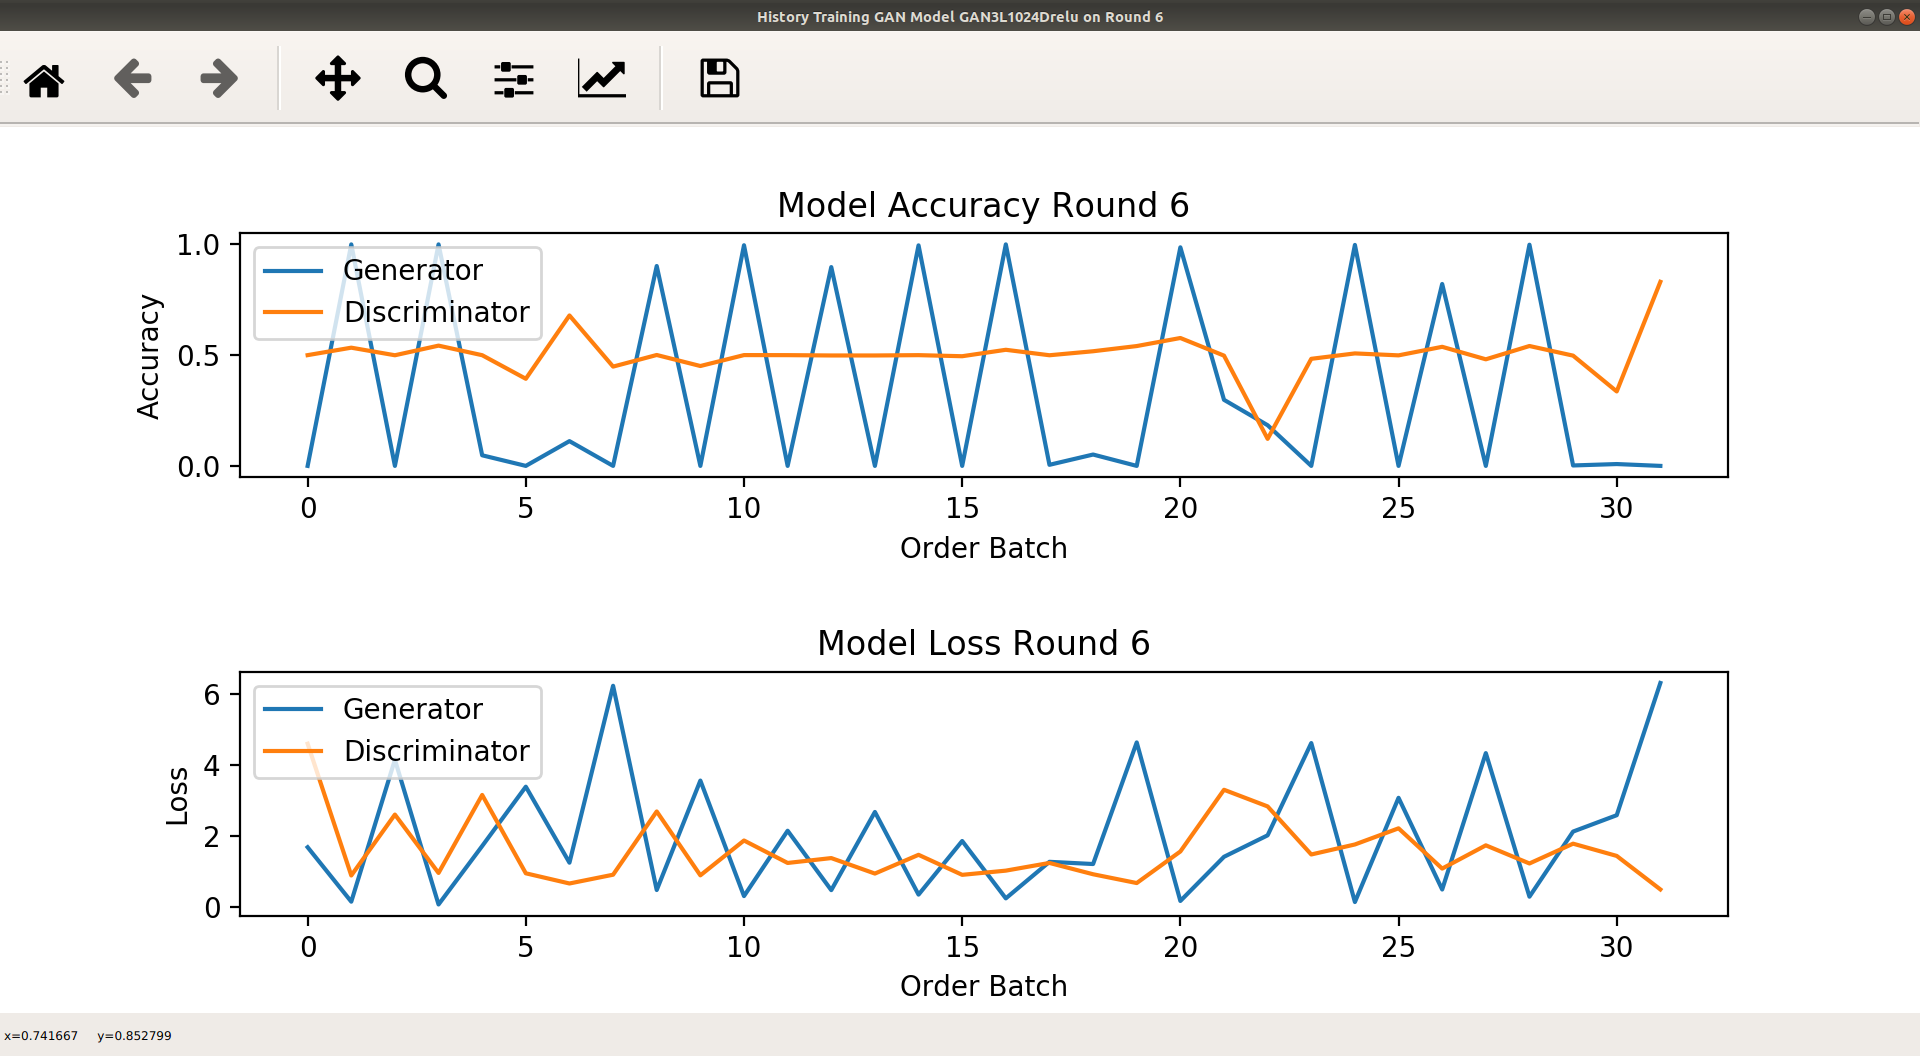 History Training GAN Model GAN3L1024Drelu on Round 6
Model Accuracy Round 6
1.0
0.5
0.0
Accuracy
Generator
Discriminator
0 5 10 15 20 25 30
Order Batch
Model Loss Round 6
6
4
2
0
Loss
Generator
Discriminator
0 5 10 15 20 25 30
Order Batch
x=0.741667 y=0.852799